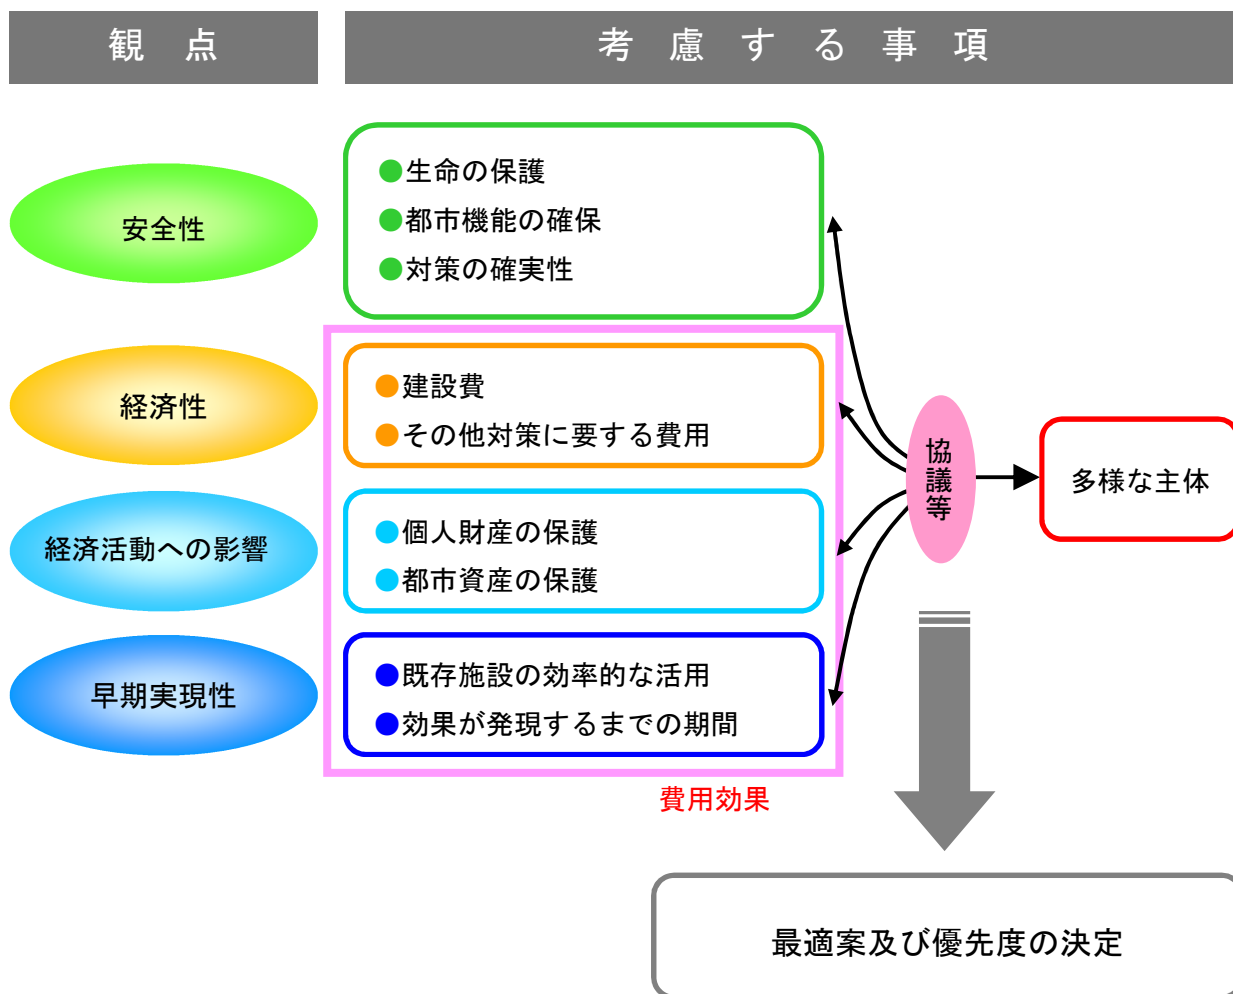 観点
考慮する事項
安全性
●生命の保護
●都市機能の確保
●対策の確実性
経済性
●建設費
●その他対策に要する費用
経済活動への影響
●個人財産の保護
●都市資産の保護
早期実現性
●既存施設の効率的な活用
●効果が発現するまでの期間
費用効果
協議等
多様な主体
最適案及び優先度の決定